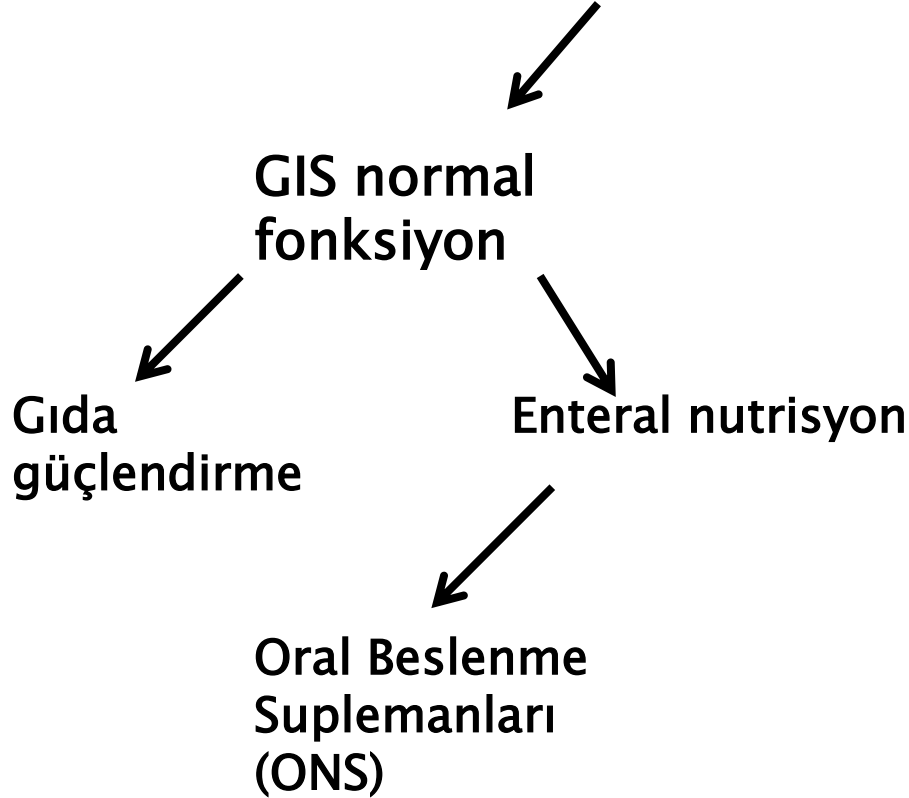 GIS normal
fonksiyon
Gıda
güçlendirme
Enteral nutrisyon
Oral Beslenme
Suplemanları
(ONS)